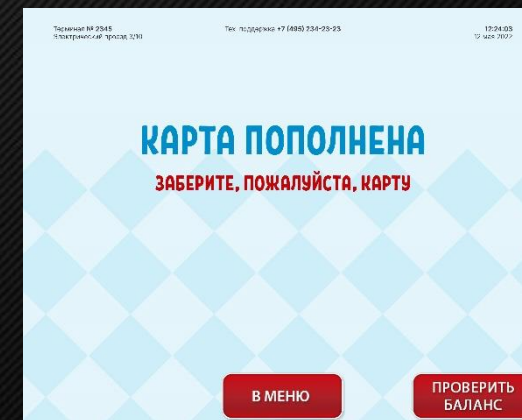 Терминал № 2345
Электрический проезд 3/10
Тех. поддержка +7 (495) 234-23-23
12:24:03
12 мая 2022
КАРТА ПОПОЛНЕНА
ЗАБЕРИТЕ, ПОЖАЛУЙСТА, КАРТУ
В МЕНЮ
ПРОВЕРИТЬ
БАЛАНС